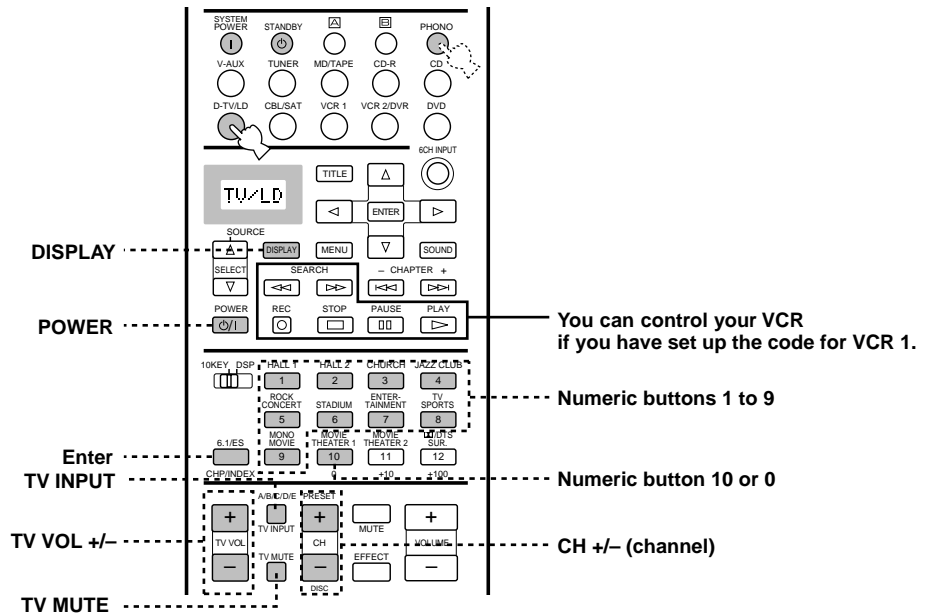 SYSTEM POWER STANDBY A B PHONO
V-AUX TUNER MD/TAPE CD-R CD
D-TV/LD CBL/SAT VCR 1 VCR 2/DVR DVD
6CH INPUT
TV/LD
TITLE
ENTER
SOURCE
DISPLAY
DISPLAY MENU SOUND
SELECT
SEARCH – CHAPTER +
POWER
POWER REC STOP PAUSE PLAY
You can control your VCR
if you have set up the code for VCR 1.
10KEY DSP HALL 1 HALL 2 CHURCH JAZZ CLUB
1 2 3 4
Numeric buttons 1 to 9
ROCK CONCERT STADIUM ENTER-TAINMENT TV SPORTS
5 6 7 8
MONO MOVIE MOVIE THEATER 1 MOVIE THEATER 2 /DTS SUR.
6.1/ES 9 10 11 12
Enter
CHP/INDEX 0 +10 +100
Numeric button 10 or 0
TV INPUT
A/B/C/D/E PRESET
+ + +
TV INPUT MUTE
TV VOL +/–
TV VOL CH VOLUME
CH +/– (channel)
TV MUTE EFFECT
– – –
DISC
TV MUTE